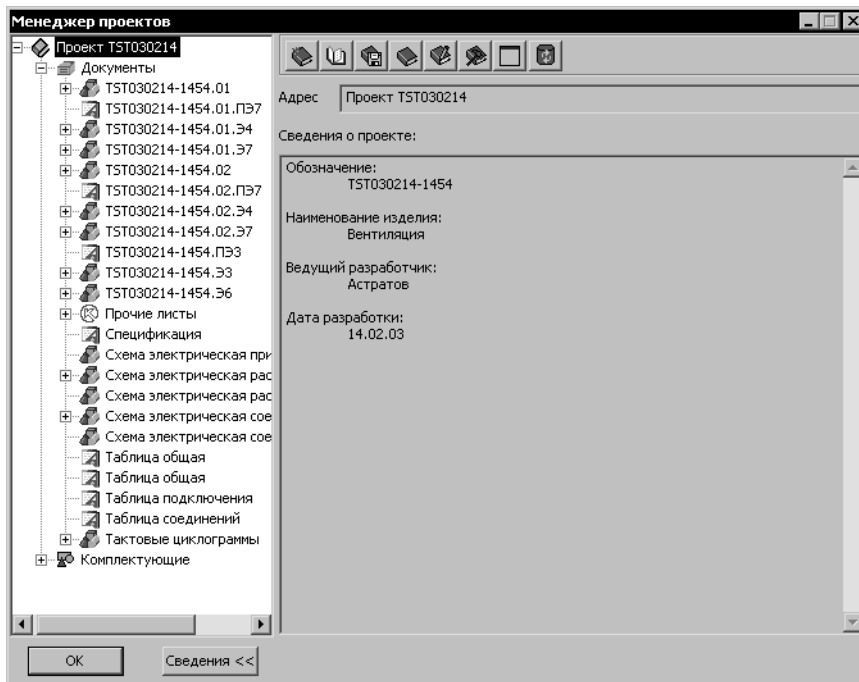 Менеджер проектов
Проект TST030214
Документы
TST030214-1454.01
TST030214-1454.01.ПЭ7
TST030214-1454.01.Э4
TST030214-1454.01.Э7
TST030214-1454.02
TST030214-1454.02.ПЭ7
TST030214-1454.02.Э4
TST030214-1454.02.Э7
TST030214-1454.ПЭ3
TST030214-1454.Э3
TST030214-1454.Э6
Прочие листы
Спецификация
Схема электрическая при
Схема электрическая рас
Схема электрическая рас
Схема электрическая сое
Схема электрическая сое
Таблица общая
Таблица общая
Таблица подключения
Таблица соединений
Тактовые циклограммы
Комплектующие
Адрес
Проект TST030214
Сведения о проекте:
Обозначение:
TST030214-1454
Наименование изделия:
Вентиляция
Ведущий разработчик:
Астратов
Дата разработки:
14.02.03
OK
Сведения <<